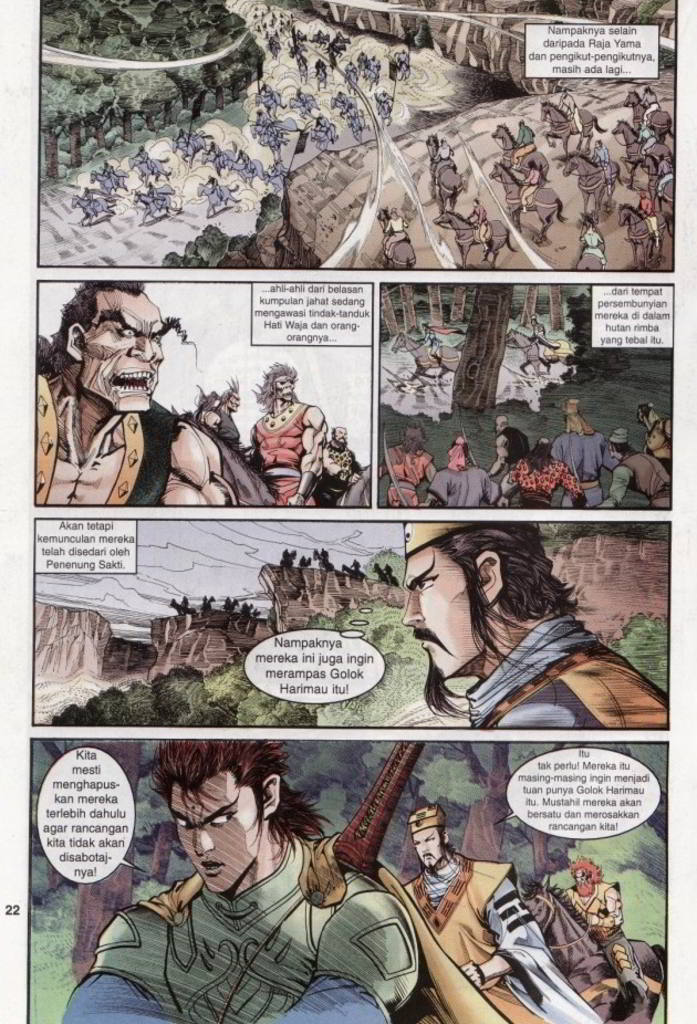 Nampaknya selain
daripada Raja Yama
dan pengikut-pengikutnya,
masih ada lagi...
...ahli-ahli dari belasan
kumpulan jahat sedang
mengawasi tindak-tanduk
Hati Waja dan orang-
orangnya...
...dari tempat
persembunyian
mereka di dalam
hutan rimba
yang tebal itu.
Akan tetapi
kemunculan mereka
telah disedari oleh
Penenung Sakti.
Nampaknya
mereka ini juga ingin
merampas Golok
Harimau itu!
Kita
mesti
menghapus-
kan mereka
terlebih dahulu
agar rancangan
kita tidak akan
disabotaj-
nya!
Itu
tak perlu! Mereka itu
masing-masing ingin menjadi
tuan punya Golok Harimau
itu. Mustahil mereka akan
bersatu dan merosakkan
rancangan kita!
22